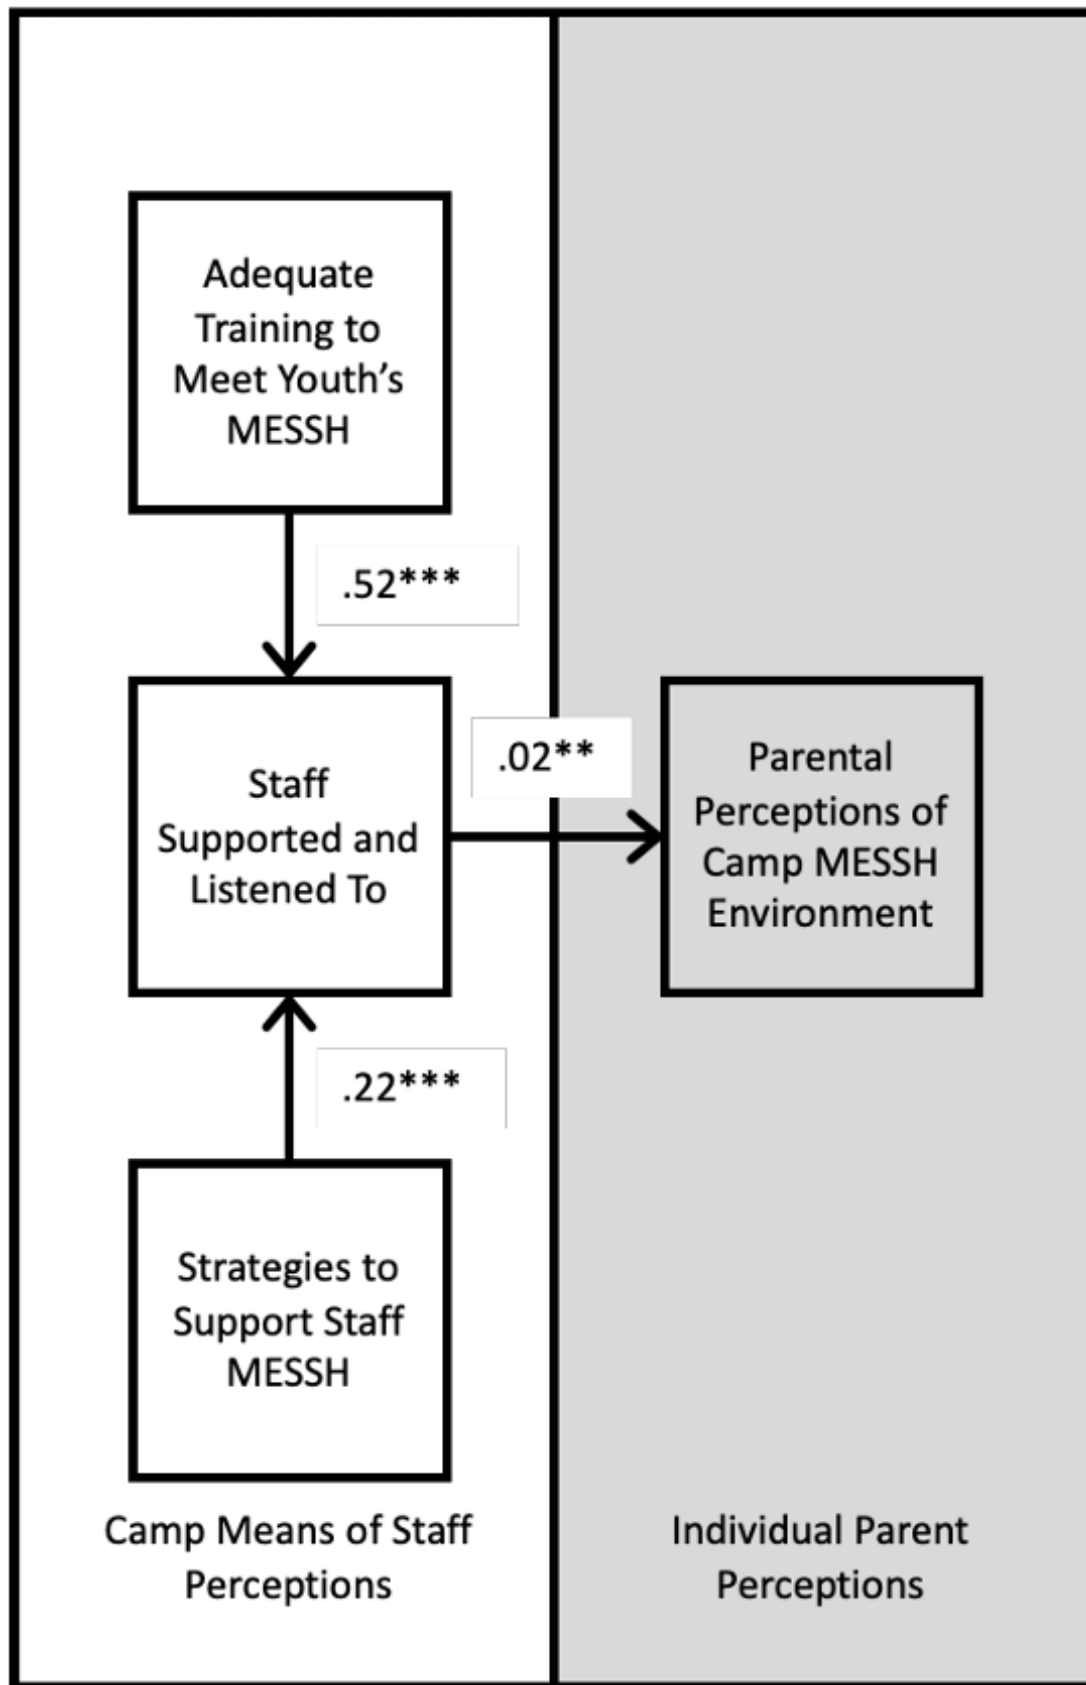 Adequate
Training to
Meet Youth’s
MESSH
.52***
Staff
Supported and
Listened To
.02**
Parental
Perceptions of
Camp MESSH
Environment
.22***
Strategies to
Support Staff
MESSH
Camp Means of Staff
Perceptions
Individual Parent
Perceptions